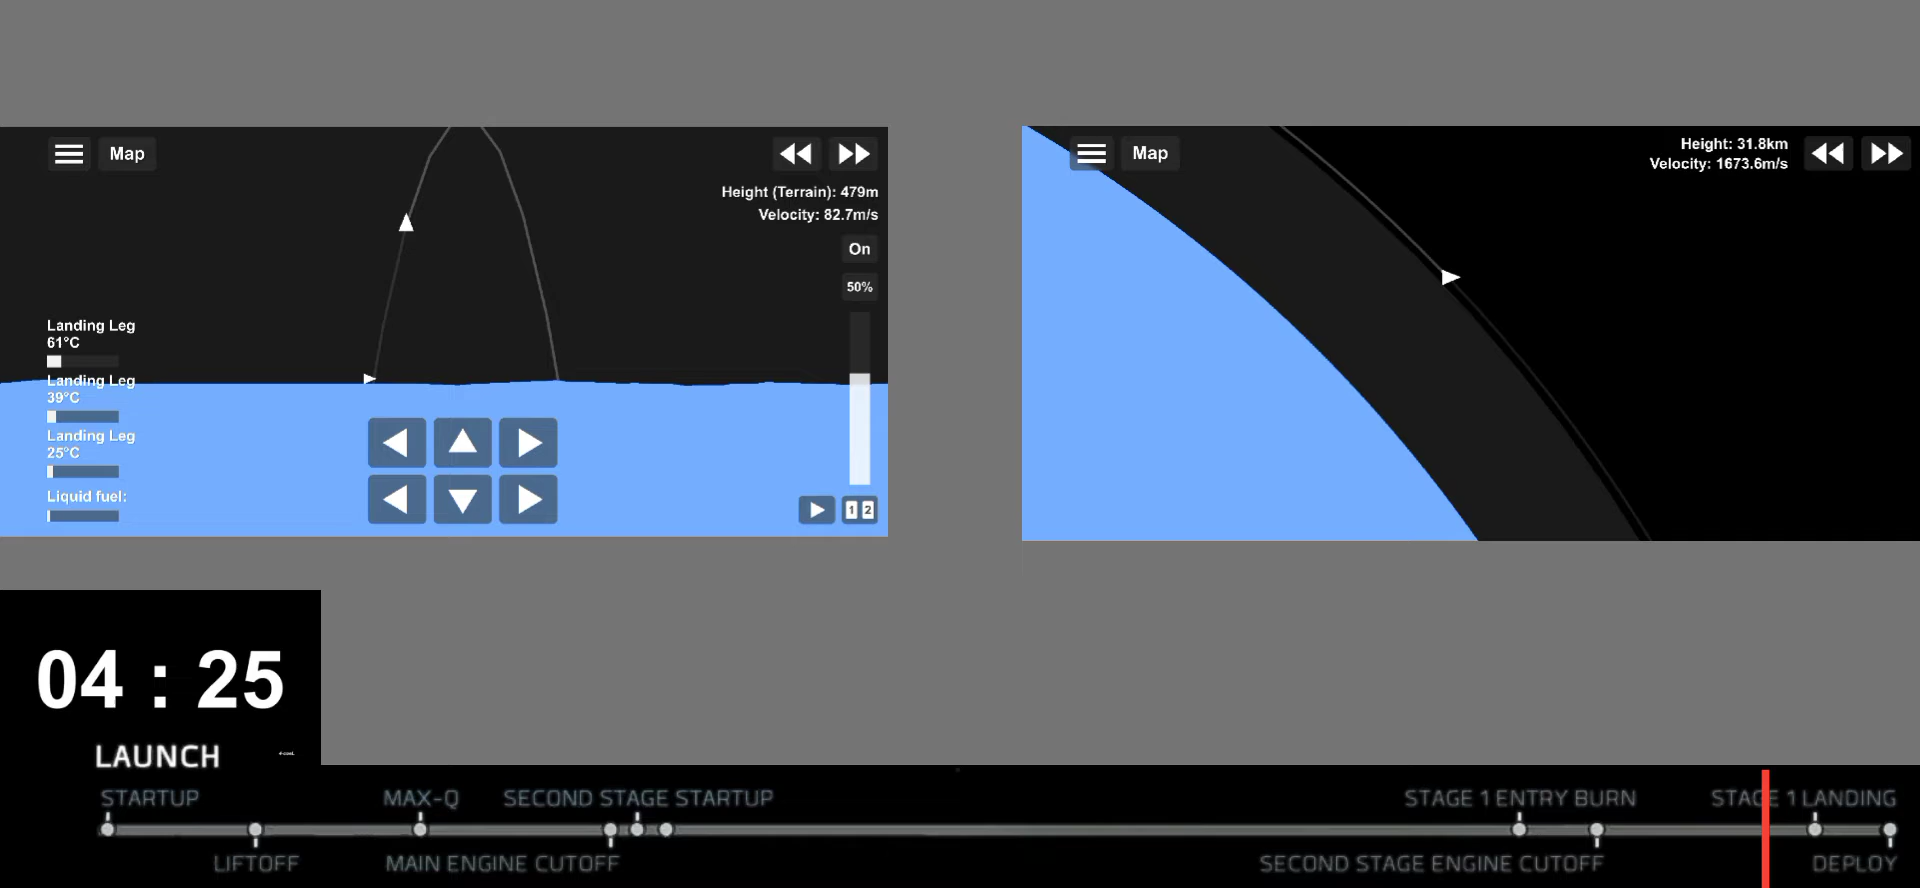 Map
Height (Terrain): 479m
Velocity: 82.7m/s
On
50%
Landing Leg
61°C
Landing Leg
39°C
Landing Leg
25°C
Liquid fuel:
1 2
Map
Height: 31.8km
Velocity: 1673.6m/s
04 : 25
LAUNCH
STARTUP MAX-Q SECOND STAGE STARTUP STAGE 1 ENTRY BURN STAGE 1 LANDING
LIFTOFF MAIN ENGINE CUTOFF SECOND STAGE ENGINE CUTOFF DEPLOY